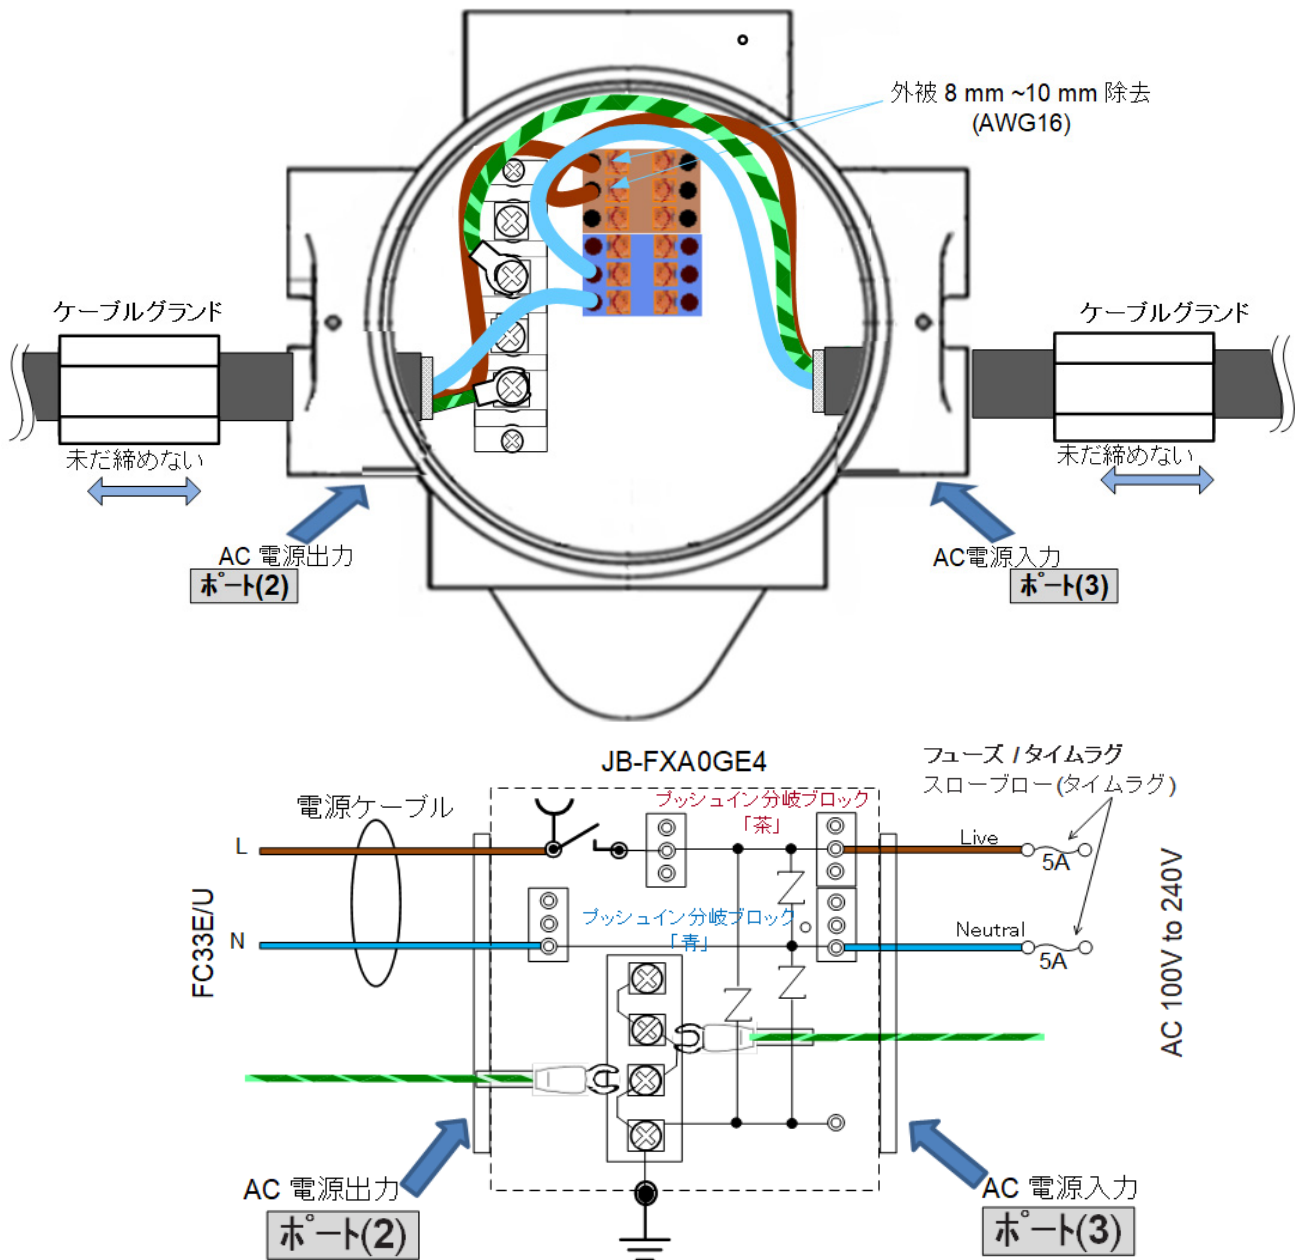 外被 8 mm ~10 mm 除去
(AWG16)
ケーブルグランド
ケーブルグランド
未だ締めない
未だ締めない
AC 電源出力
ポート(2)
AC電源入力
ポート(3)
JB-FXA0GE4
フューズ / タイムラグ
スローブロー(タイムラグ)
電源ケーブル
プッシュイン分岐ブロック
「茶」
L
Live
5A
プッシュイン分岐ブロック
「青」
N
Neutral
5A
FC33E/U
AC 100V to 240V
AC 電源出力
ポート(2)
AC 電源入力
ポート(3)